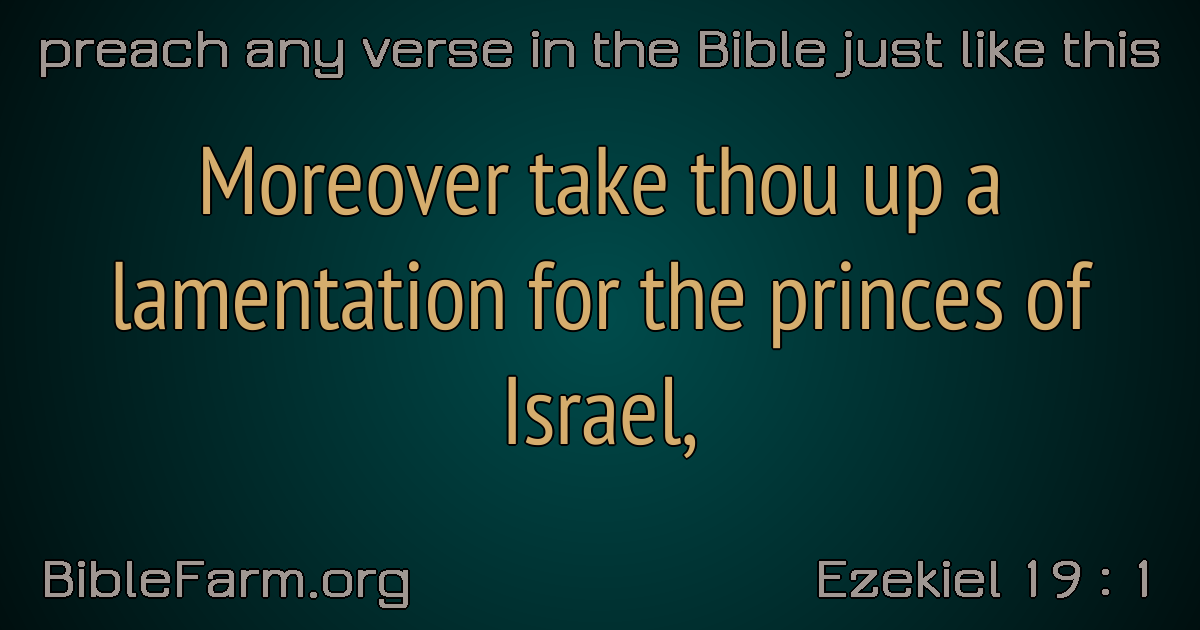 preach any verse in the Bible just like this
Moreover take thou up a
lamentation for the princes of
Israel,
BibleFarm.org
Ezekiel 19 : 1